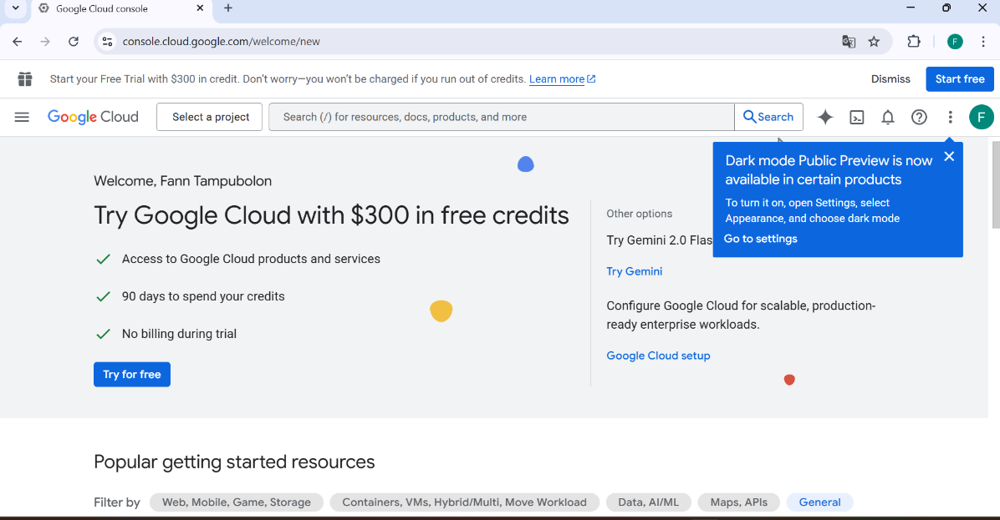 Google Cloud console
console.cloud.google.com/welcome/new
F
Start your Free Trial with $300 in credit. Don't worry—you won't be charged if you run out of credits. Learn more
Dismiss
Start free
Google Cloud
Select a project
Search (/) for resources, docs, products, and more
Search
F
Dark mode Public Preview is now
available in certain products
To turn it on, open Settings, select
Appearance, and choose dark mode
Go to settings
Welcome, Fann Tampubolon
Try Google Cloud with $300 in free credits
Access to Google Cloud products and services
90 days to spend your credits
No billing during trial
Try for free
Other options
Try Gemini 2.0 Flas
Try Gemini
Configure Google Cloud for scalable, production-
ready enterprise workloads.
Google Cloud setup
Popular getting started resources
Filter by
Web, Mobile, Game, Storage
Containers, VMs, Hybrid/Multi, Move Workload
Data, AI/ML
Maps, APIs
General